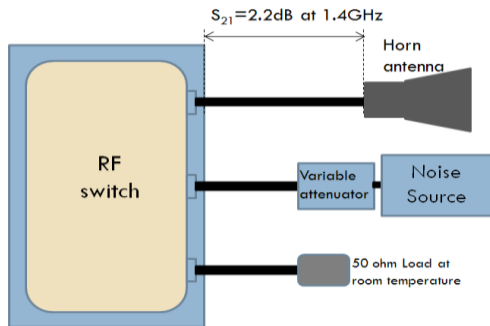 S₂₁=2.2dB at 1.4GHz
Horn
antenna
RF
switch
Variable
attenuator
Noise
Source
50 ohm Load at
room temperature